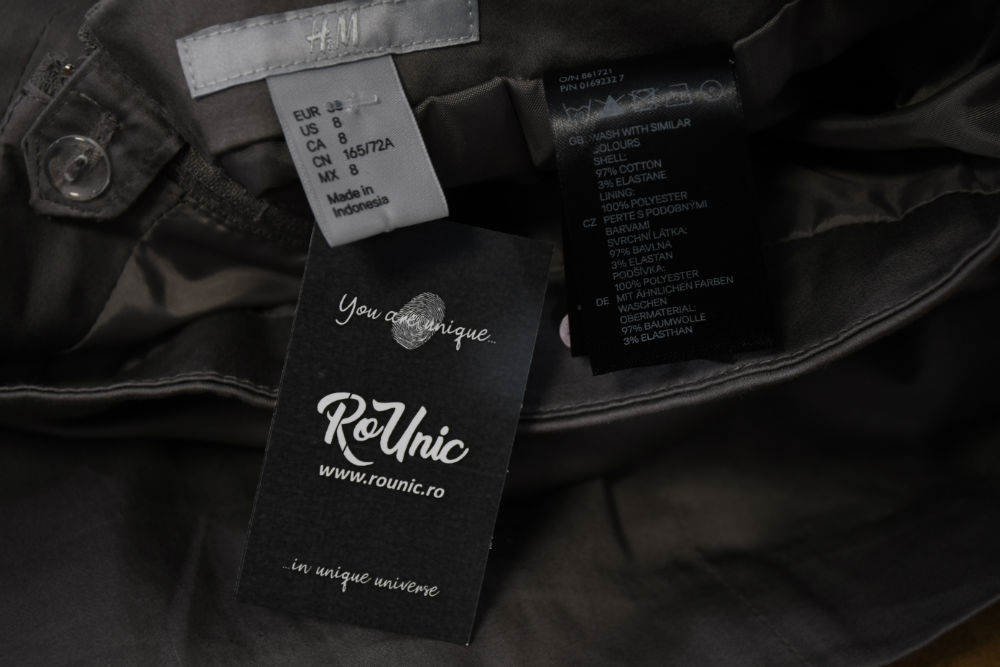 H&M
EUR 38
US 8
CA 8
CN 165/72A
MX 8
Made in
Indonesia
O/N 861721
P/N 0169232 7
GB WASH WITH SIMILAR
COLOURS
SHELL:
97% COTTON
3% ELASTANE
LINING:
100% POLYESTER
CZ PERTE S PODOBNÝMI
BARVAMI
SVRCHNÍ LÁTKA:
97% BAVLNA
3% ELASTAN
PODŠÍVKA:
100% POLYESTER
DE MIT ÄHNLICHEN FARBEN
WASCHEN
OBERMATERIAL:
97% BAUMWOLLE
3% ELASTHAN
You are unique...
RoUnic
www.rounic.ro
...in unique universe